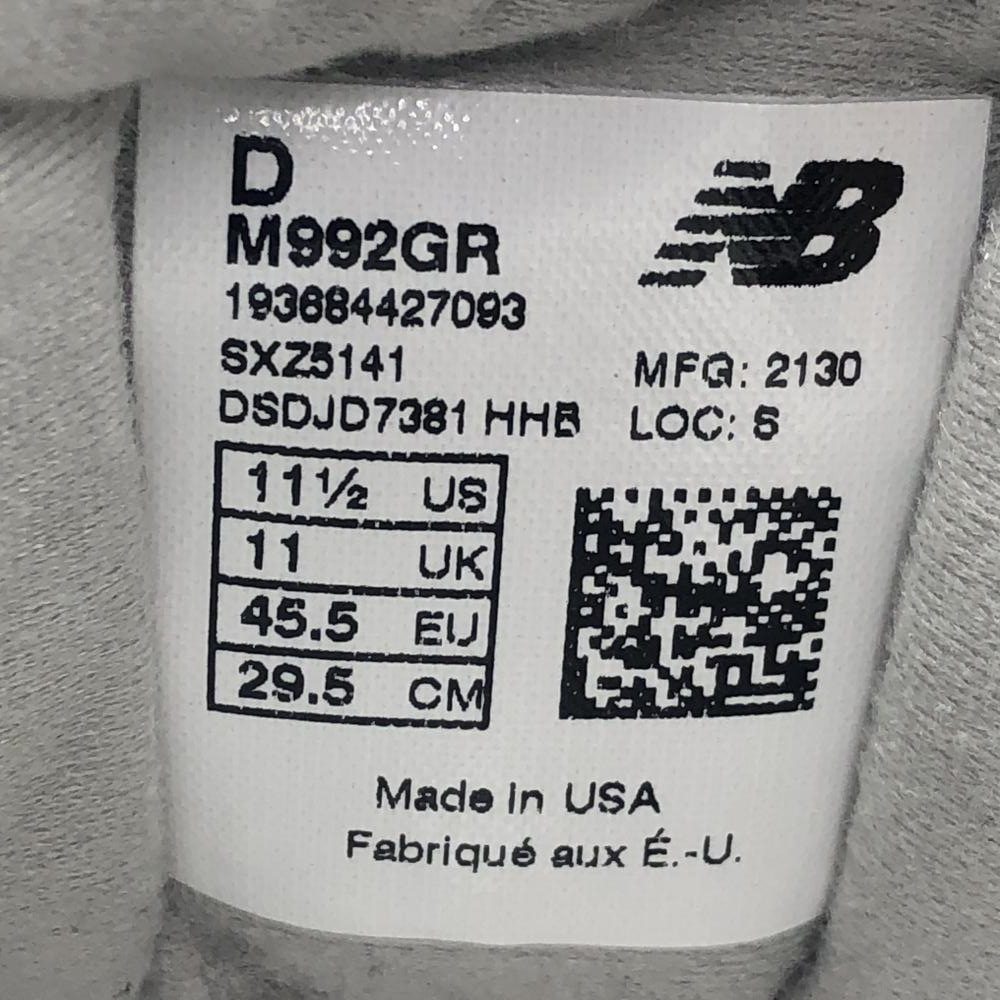 D
NB
M992GR
193684427093
SXZ5141
MFG: 2130
DSDJD7381 HHB
LOC: S
11½ US
11 UK
45.5 EU
29.5 CM
Made in USA
Fabriqué aux É.-U.